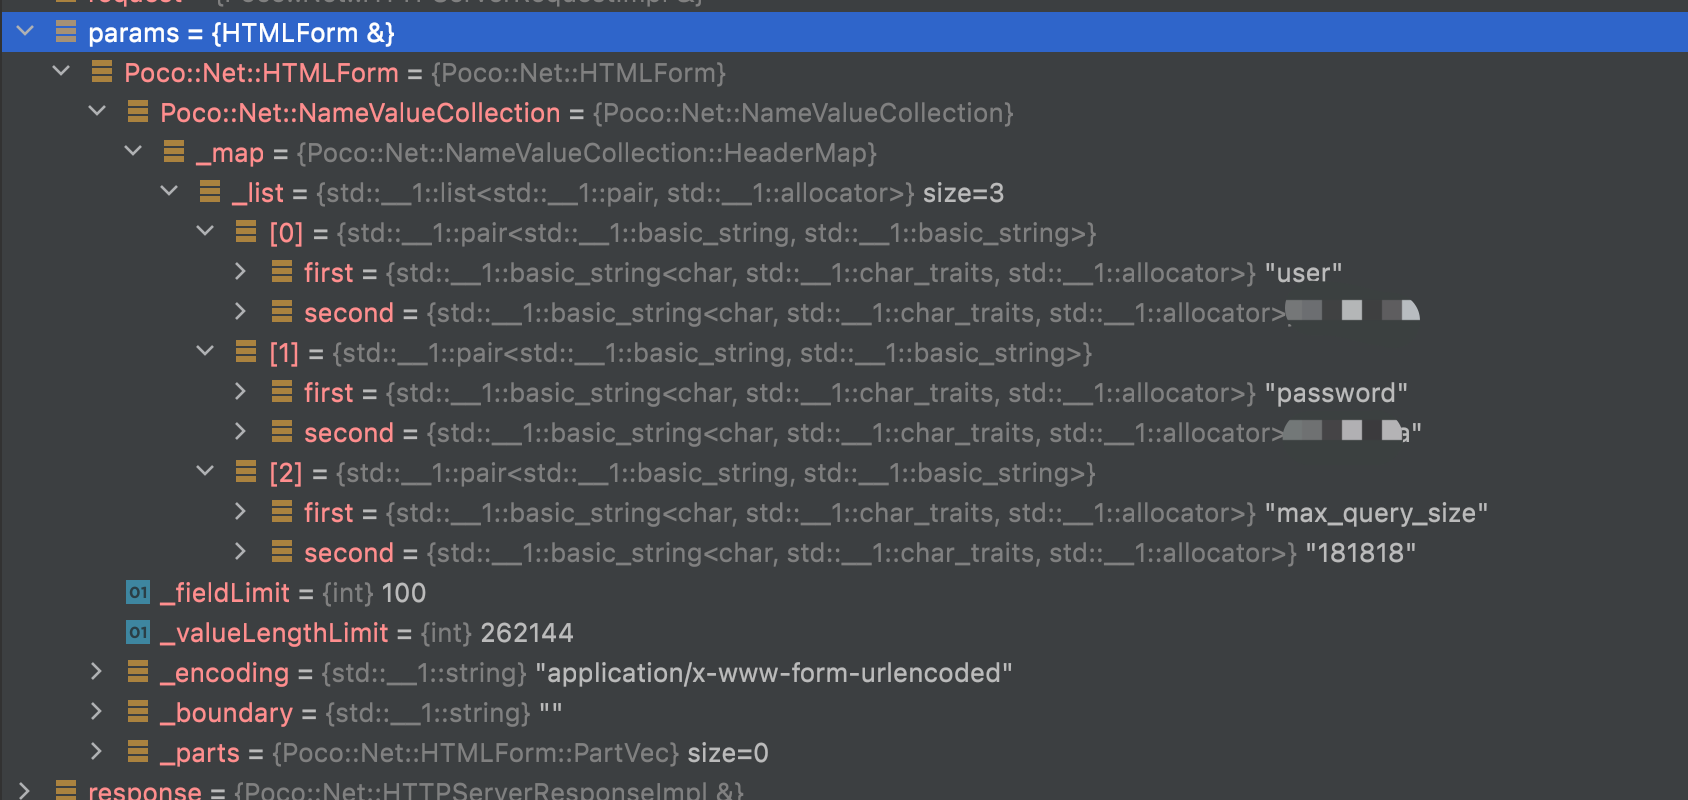 request = {Poco::Net::HTTPServerRequestImpl &}
params = {HTMLForm &}
Poco::Net::HTMLForm = {Poco::Net::HTMLForm}
Poco::Net::NameValueCollection = {Poco::Net::NameValueCollection}
_map = {Poco::Net::NameValueCollection::HeaderMap}
_list = {std::__1::list<std::__1::pair, std::__1::allocator>} size=3
[0] = {std::__1::pair<std::__1::basic_string, std::__1::basic_string>}
first = {std::__1::basic_string<char, std::__1::char_traits, std::__1::allocator>} "user"
second = {std::__1::basic_string<char, std::__1::char_traits, std::__1::allocator>
[1] = {std::__1::pair<std::__1::basic_string, std::__1::basic_string>}
first = {std::__1::basic_string<char, std::__1::char_traits, std::__1::allocator>} "password"
second = {std::__1::basic_string<char, std::__1::char_traits, std::__1::allocator>
[2] = {std::__1::pair<std::__1::basic_string, std::__1::basic_string>}
first = {std::__1::basic_string<char, std::__1::char_traits, std::__1::allocator>} "max_query_size"
second = {std::__1::basic_string<char, std::__1::char_traits, std::__1::allocator>} "181818"
01 _fieldLimit = {int} 100
01 _valueLengthLimit = {int} 262144
_encoding = {std::__1::string} "application/x-www-form-urlencoded"
_boundary = {std::__1::string} ""
_parts = {Poco::Net::HTMLForm::PartVec} size=0
response = {Poco::Net::HTTPServerResponseImpl &}